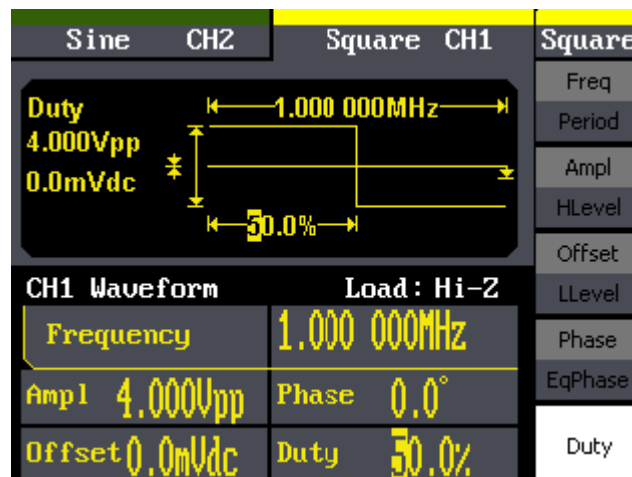 Sine CH2
Square CH1
Square
Duty
1.000 000MHz
4.000Vpp
0.0mVdc
50.0%
CH1 Waveform
Load: Hi-Z
Frequency
1.000 000MHz
Ampl 4.000Vpp
Phase 0.0°
Offset 0.0mVdc
Duty 50.0%
Freq
Period
Ampl
HLevel
Offset
LLevel
Phase
EqPhase
Duty